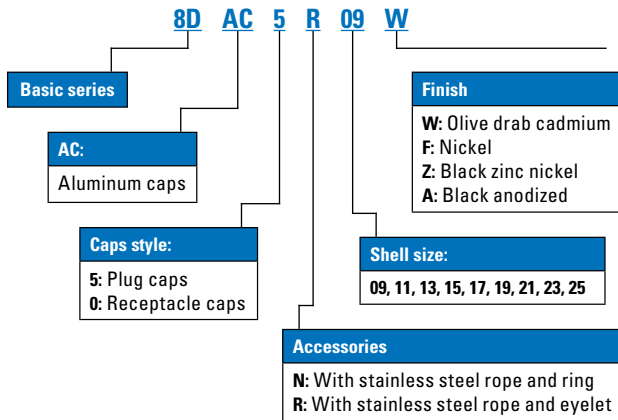 8D AC 5 R 09 W
Basic series
Finish
W: Olive drab cadmium
F: Nickel
Z: Black zinc nickel
A: Black anodized
AC:
Aluminum caps
Caps style:
5: Plug caps
0: Receptacle caps
Shell size:
09, 11, 13, 15, 17, 19, 21, 23, 25
Accessories
N: With stainless steel rope and ring
R: With stainless steel rope and eyelet